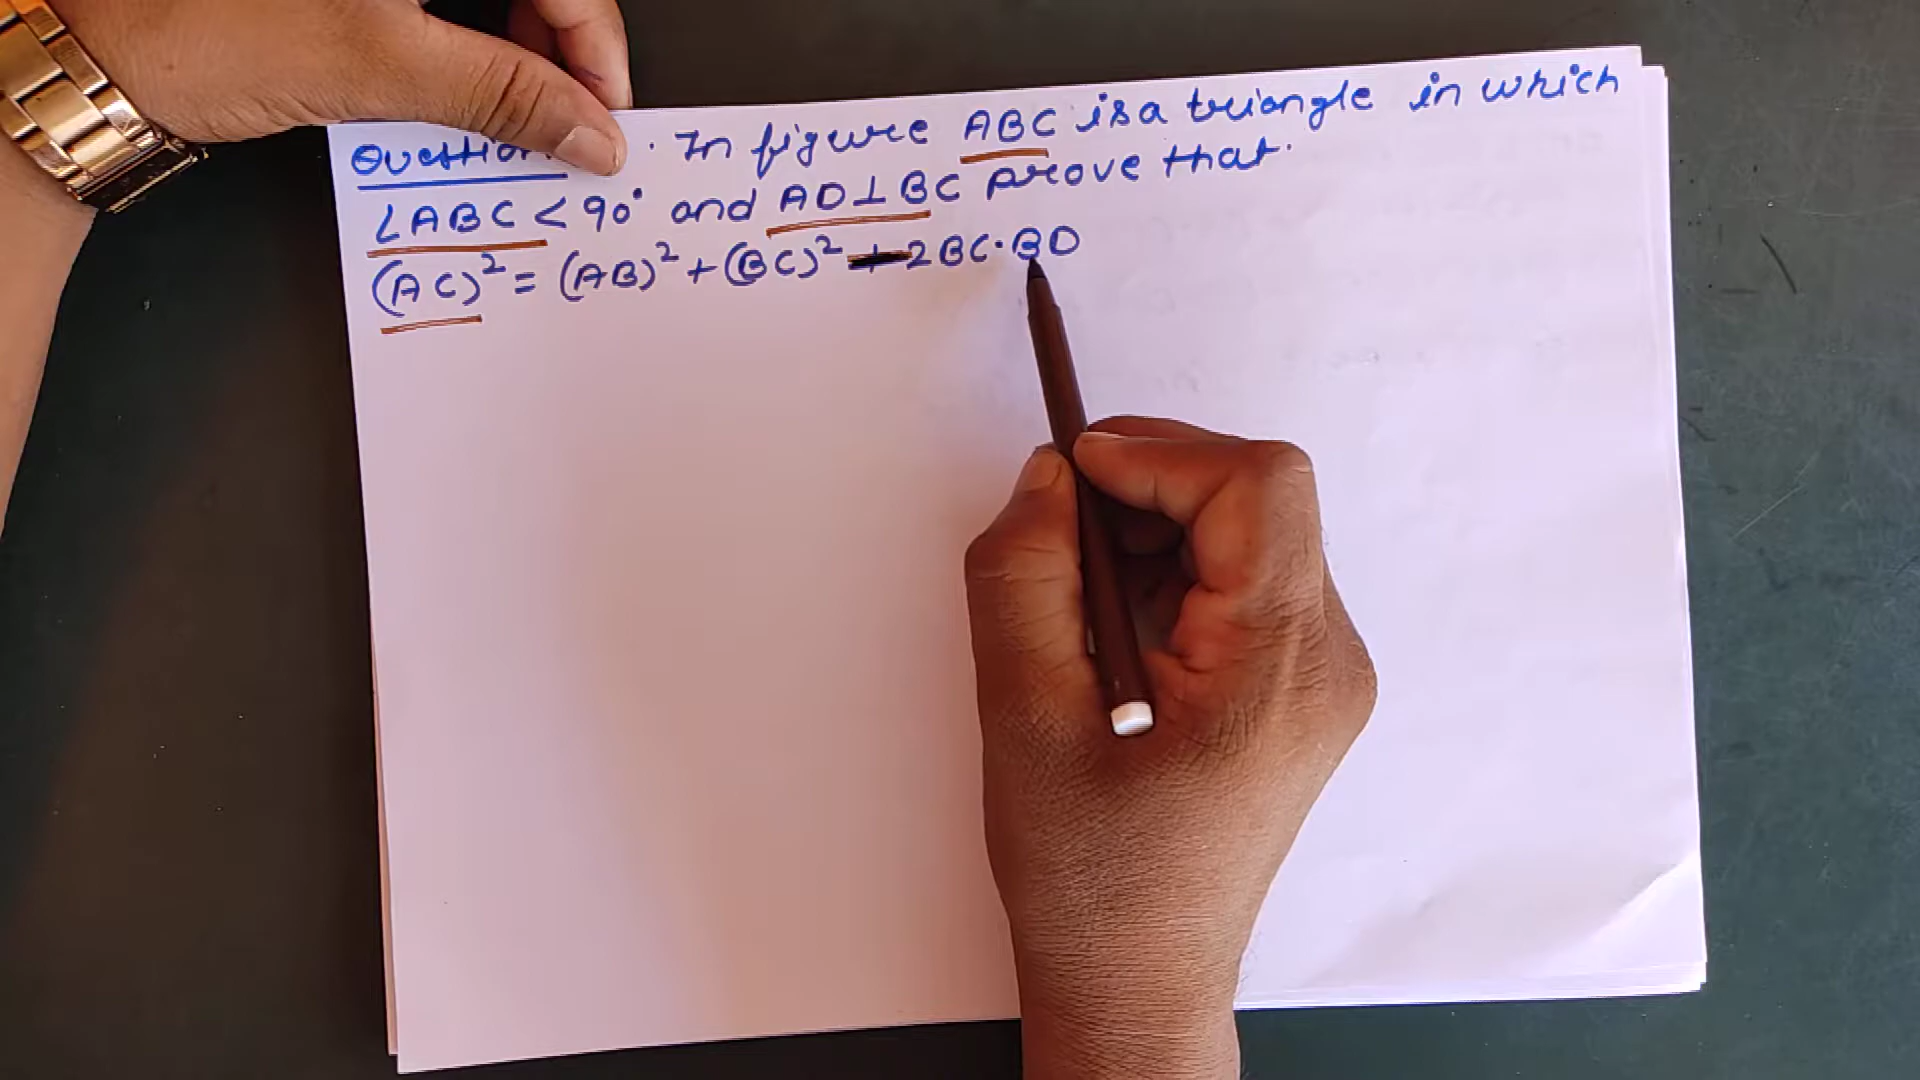 Question . In figure ABC is a triangle in which
∠ABC < 90° and AD⊥BC prove that.
(AC)² = (AB)² + (BC)² - 2BC·BD